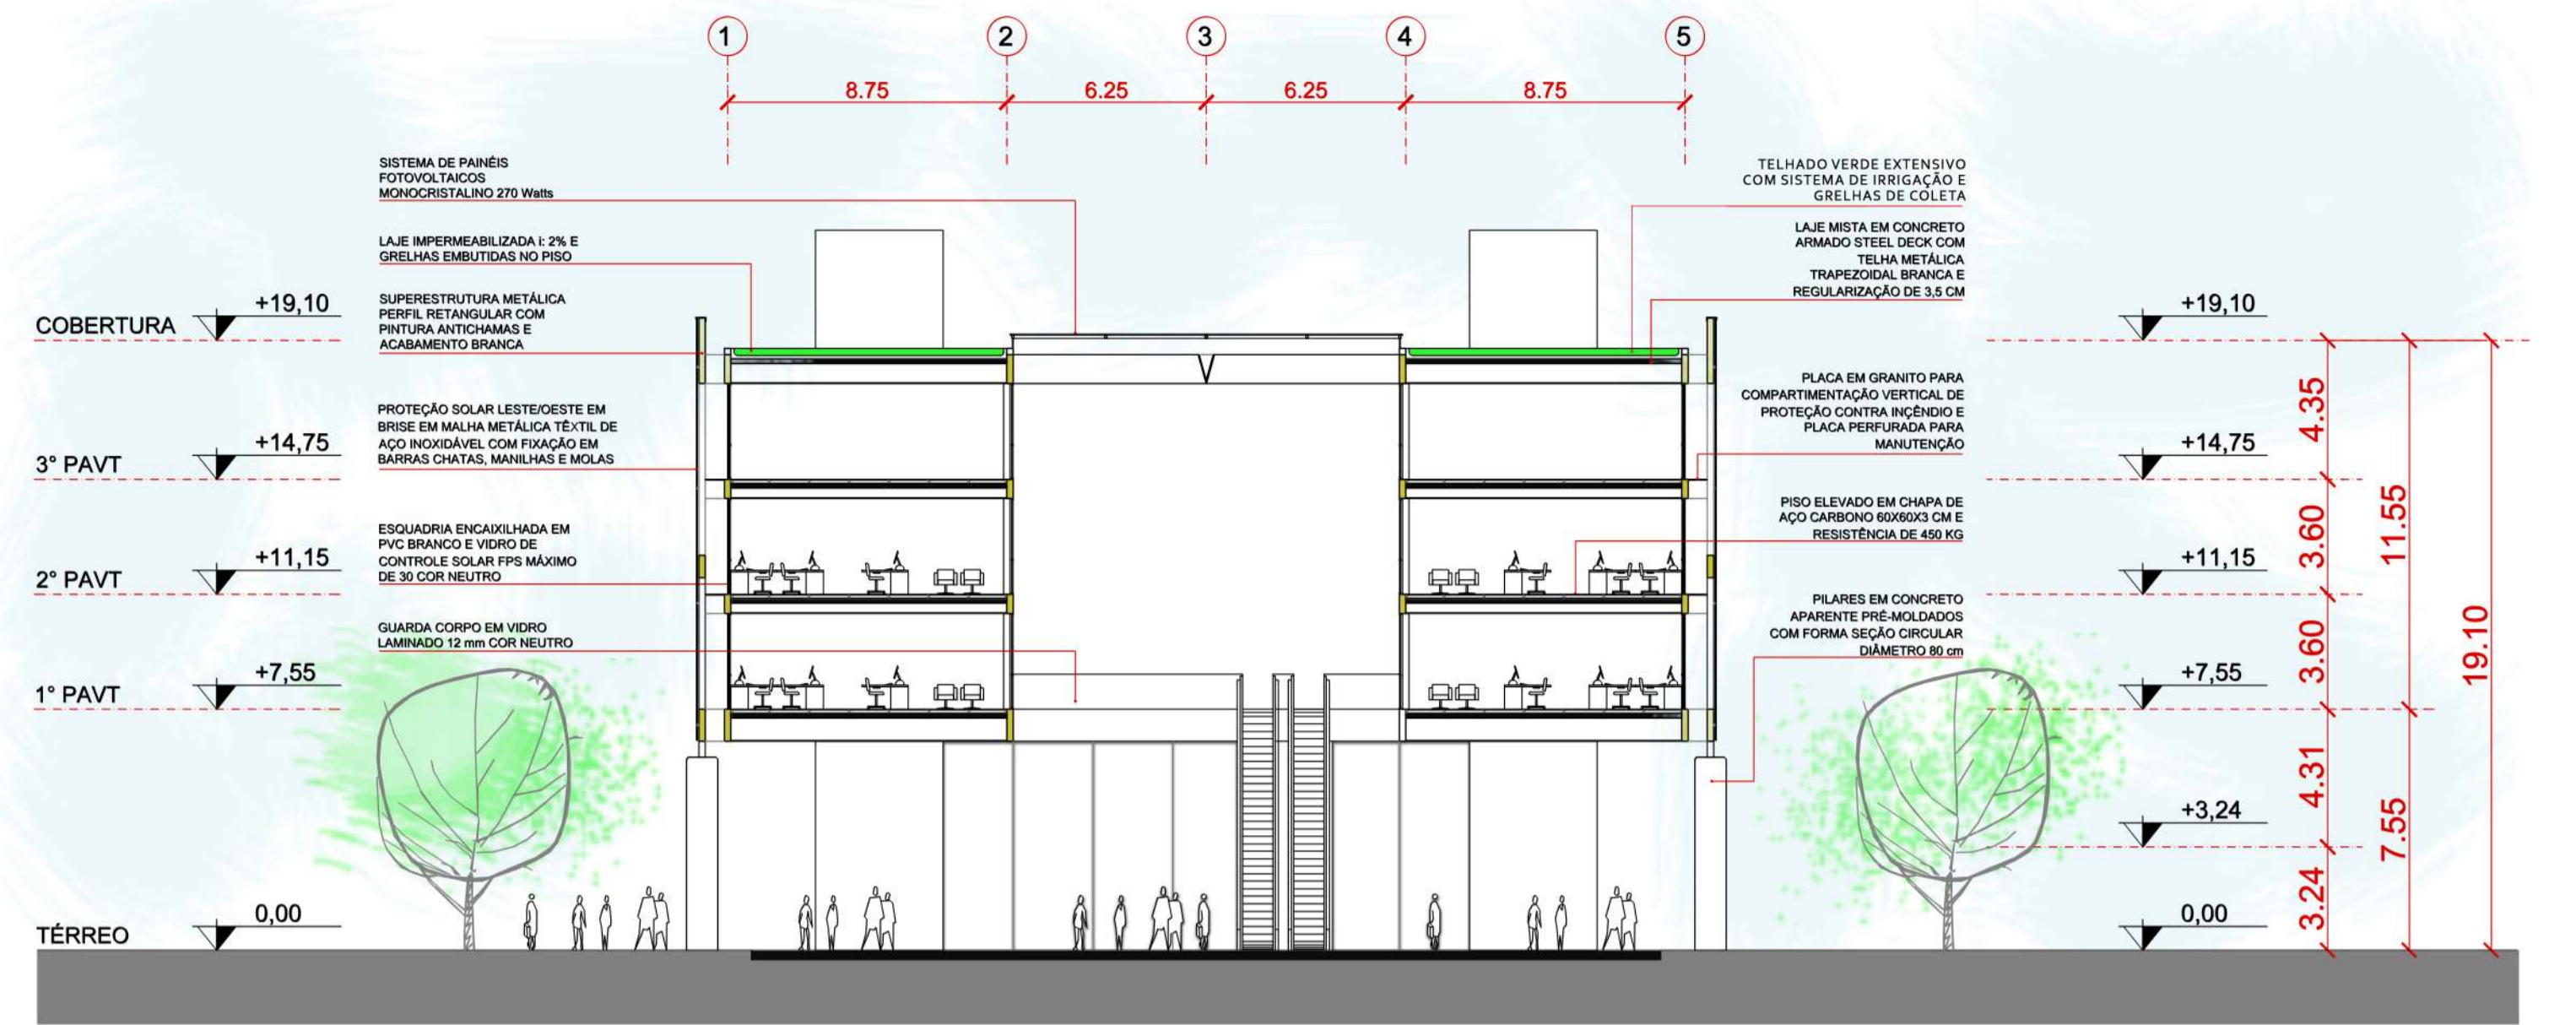 1
2
3
4
5
8.75
6.25
6.25
8.75
SISTEMA DE PAINÉIS
FOTOVOLTAICOS
MONOCRISTALINO 270 Watts
LAJE IMPERMEABILIZADA i: 2% E
GRELHAS EMBUTIDAS NO PISO
SUPERESTRUTURA METÁLICA
PERFIL RETANGULAR COM
PINTURA ANTICHAMAS E
ACABAMENTO BRANCA
PROTEÇÃO SOLAR LESTE/OESTE EM
BRISE EM MALHA METÁLICA TÊXTIL DE
AÇO INOXIDÁVEL COM FIXAÇÃO EM
BARRAS CHATAS, MANILHAS E MOLAS
ESQUADRIA ENCAIXILHADA EM
PVC BRANCO E VIDRO DE
CONTROLE SOLAR FPS MÁXIMO
DE 30 COR NEUTRO
GUARDA CORPO EM VIDRO
LAMINADO 12 mm COR NEUTRO
COBERTURA
+19,10
3° PAVT
+14,75
2° PAVT
+11,15
1° PAVT
+7,55
TÉRREO
0,00
TELHADO VERDE EXTENSIVO
COM SISTEMA DE IRRIGAÇÃO E
GRELHAS DE COLETA
LAJE MISTA EM CONCRETO
ARMADO STEEL DECK COM
TELHA METÁLICA
TRAPEZOIDAL BRANCA E
REGULARIZAÇÃO DE 3,5 CM
PLACA EM GRANITO PARA
COMPARTIMENTAÇÃO VERTICAL DE
PROTEÇÃO CONTRA INÇÊNDIO E
PLACA PERFURADA PARA
MANUTENÇÃO
PISO ELEVADO EM CHAPA DE
AÇO CARBONO 60X60X3 CM E
RESISTÊNCIA DE 450 KG
PILARES EM CONCRETO
APARENTE PRÉ-MOLDADOS
COM FORMA SEÇÃO CIRCULAR
DIÂMETRO 80 cm
+19,10
+14,75
+11,15
+7,55
+3,24
0,00
4.35
3.60
3.60
4.31
3.24
11.55
7.55
19.10